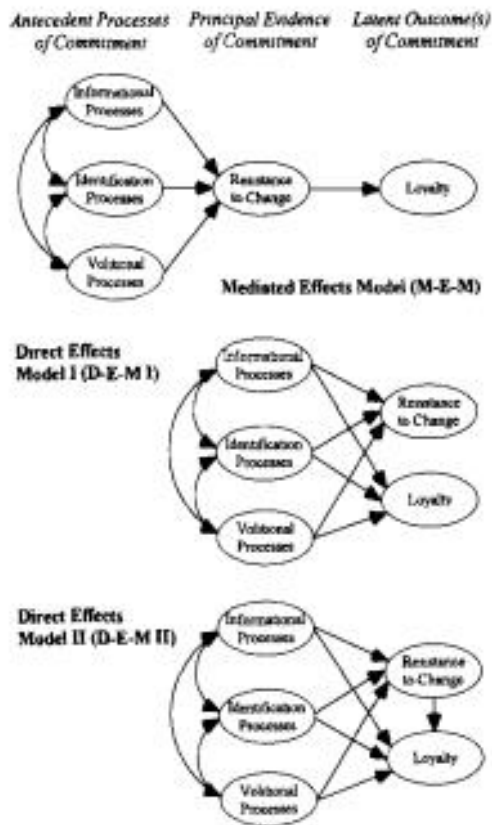 Antecedent Processes
of Commitment
Principal Evidence
of Commitment
Latent Outcome(s)
of Commitment
Informational
Processes
Identification
Processes
Volitional
Processes
Resistance
to Change
Loyalty
Mediated Effects Model (M-E-M)
Direct Effects
Model I (D-E-M I)
Informational
Processes
Identification
Processes
Volitional
Processes
Resistance
to Change
Loyalty
Direct Effects
Model II (D-E-M II)
Informational
Processes
Identification
Processes
Volitional
Processes
Resistance
to Change
Loyalty